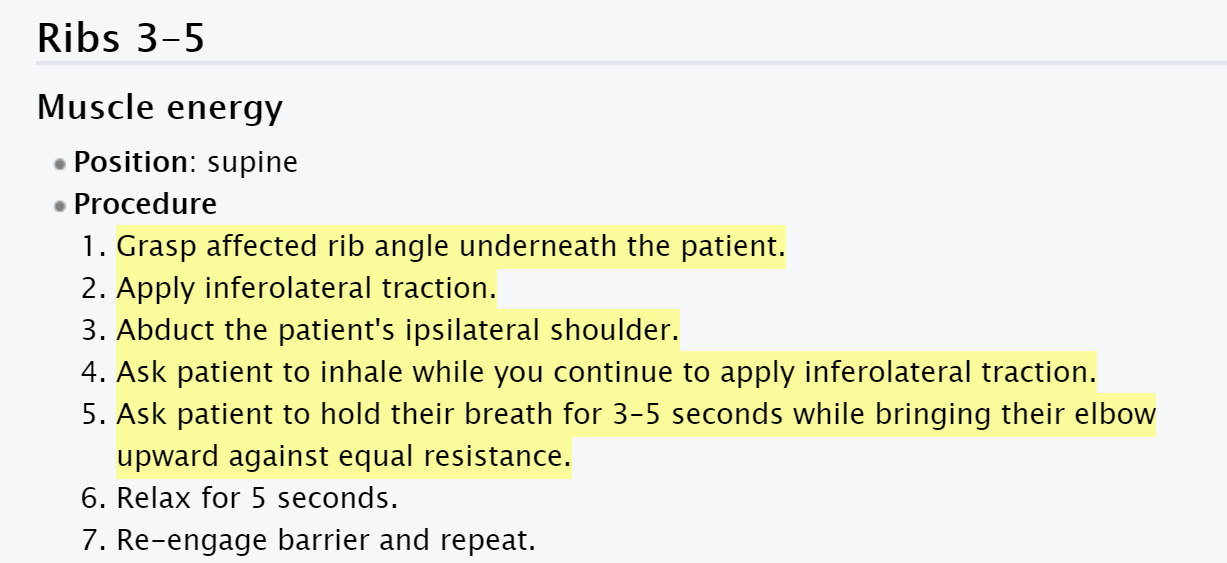 Ribs 3–5
Muscle energy
Position: supine
Procedure
1. Grasp affected rib angle underneath the patient.
2. Apply inferolateral traction.
3. Abduct the patient's ipsilateral shoulder.
4. Ask patient to inhale while you continue to apply inferolateral traction.
5. Ask patient to hold their breath for 3–5 seconds while bringing their elbow
upward against equal resistance.
6. Relax for 5 seconds.
7. Re-engage barrier and repeat.